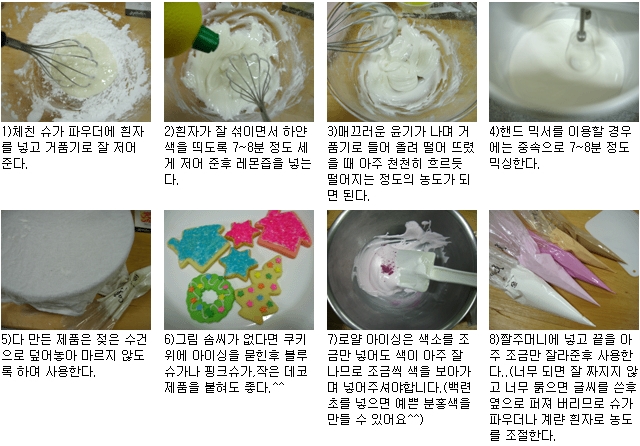 1)체친 슈가 파우더에 흰자
를 넣고 거품기로 잘 저어
준다.
2)흰자가 잘 섞이면서 하얀
색을 띄도록 7~8분 정도 세
게 저어 준후 레몬즙을 넣는
다.
3)매끄러운 윤기가 나며 거
품기로 들어 올려 떨어 뜨렸
을 때 아주 천천히 흐르듯
떨어지는 정도의 농도가 되
면 된다.
4)핸드 믹서를 이용할 경우
에는 중속으로 7~8분 정도
믹싱한다.
5)다 만든 제품은 젖은 수건
으로 덮어놓아 마르지 않도
록 하며 사용한다.
6)그림 솜씨가 없다면 쿠키
위에 아이싱을 묻힌후 블루
슈가나 핑크슈가,작은 데코
제품을 붙혀도 좋다.^^
7)로얄 아이싱은 색소를 조
금만 넣어도 색이 아주 잘
나므로 조금씩 색을 보아가
며 넣어주셔야합니다.(백련
초를 넣으면 예쁜 분홍색을
만들 수 있어요^^)
8)짤주머니에 넣고 끝을 아
주 조금만 잘라준후 사용한
다..(너무 되면 잘 짜지지 않
고 너무 묽으면 글씨를 쓴후
옆으로 퍼져 버리므로 슈가
파우더나 계란 흰자로 농도
를 조절한다.